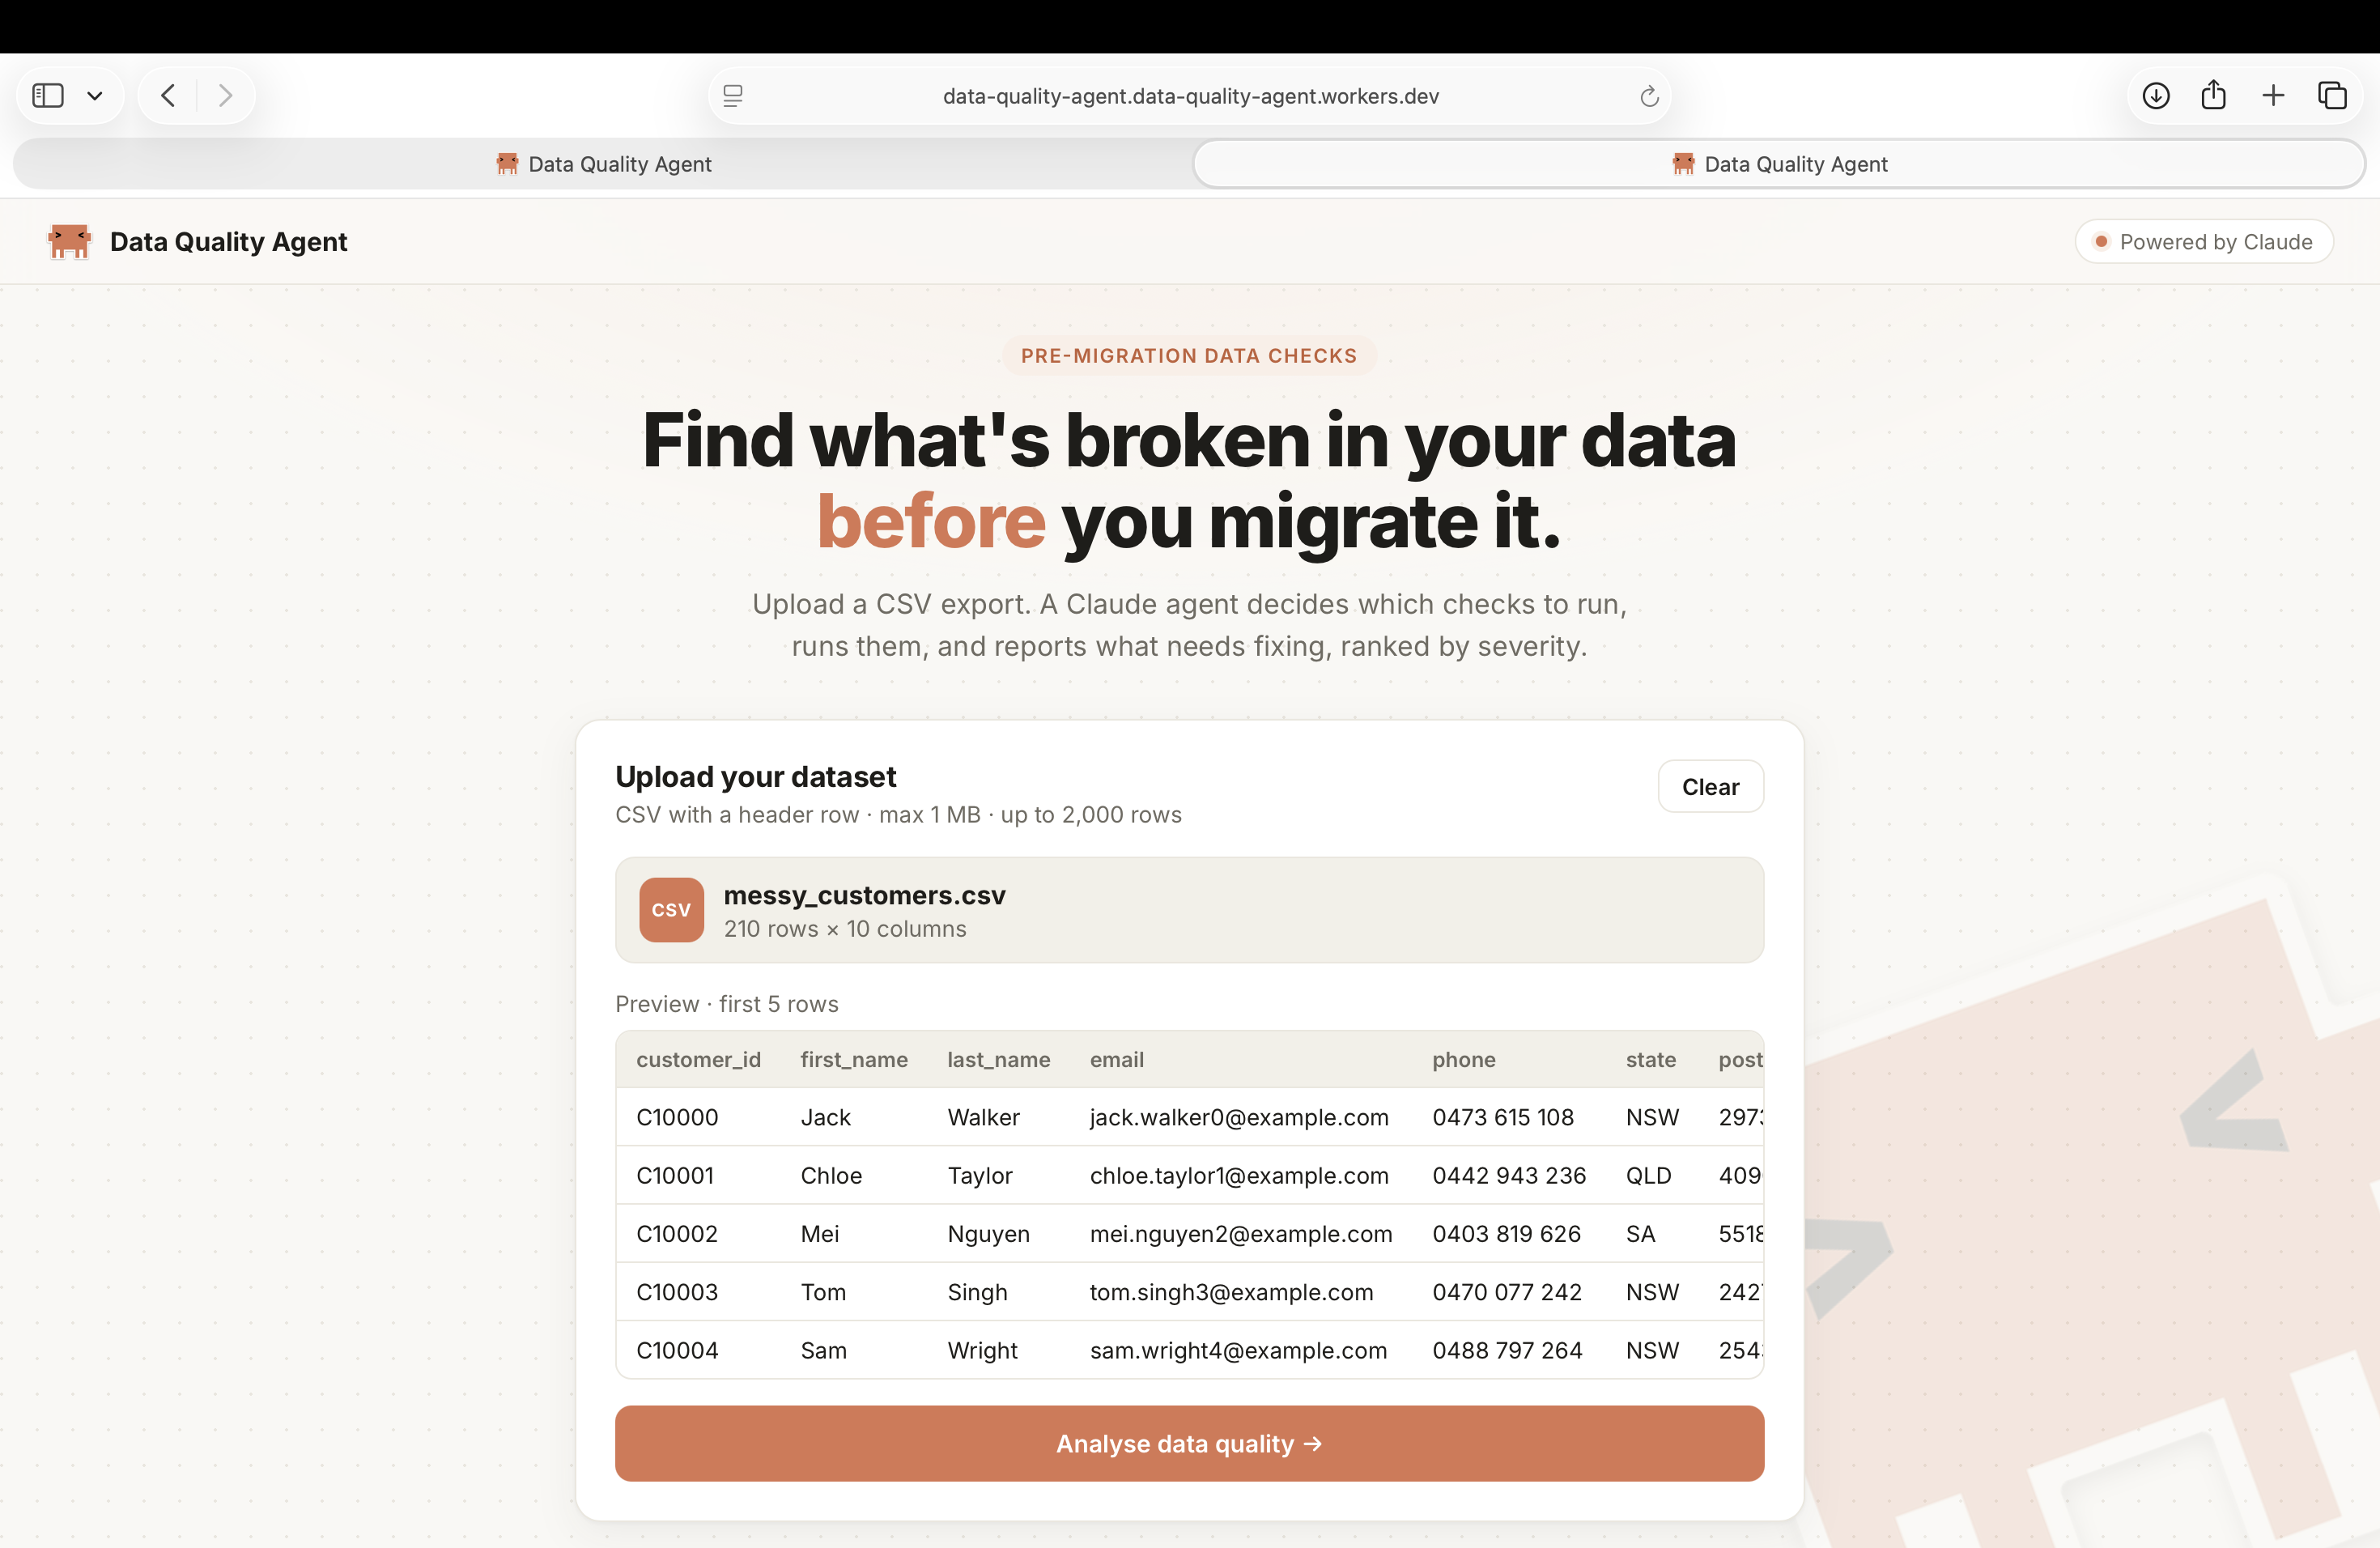 data-quality-agent.data-quality-agent.workers.dev
Data Quality Agent
Data Quality Agent
Data Quality Agent
Powered by Claude
PRE-MIGRATION DATA CHECKS
Find what's broken in your data
before you migrate it.
Upload a CSV export. A Claude agent decides which checks to run,
runs them, and reports what needs fixing, ranked by severity.
Upload your dataset
Clear
CSV with a header row · max 1 MB · up to 2,000 rows
CSV
messy_customers.csv
210 rows × 10 columns
Preview · first 5 rows
customer_id first_name last_name email phone state post
C10000 Jack Walker jack.walker0@example.com 0473 615 108 NSW
C10001 Chloe Taylor chloe.taylor1@example.com 0442 943 236 QLD 409
C10002 Mei Nguyen mei.nguyen2@example.com 0403 819 626 SA 5518
C10003 Tom Singh tom.singh3@example.com 0470 077 242 NSW
C10004 Sam Wright sam.wright4@example.com 0488 797 264 NSW
Analyse data quality →